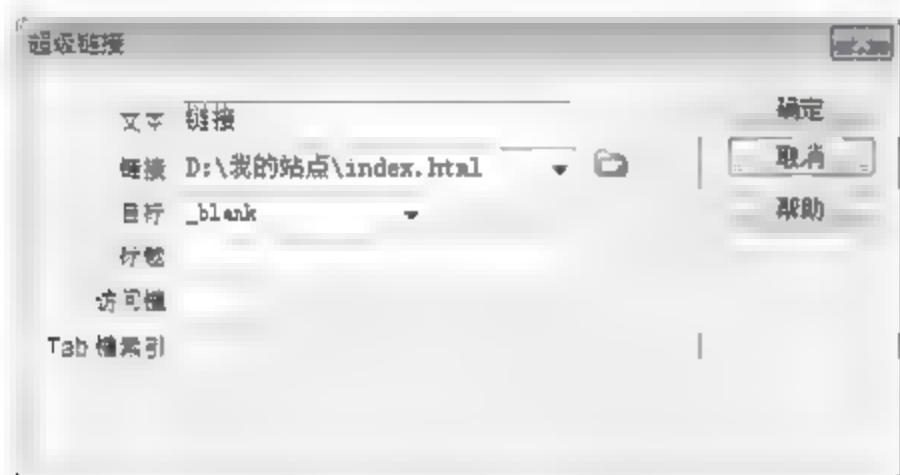 超级链接
文本 链接 确定
链接 D:\我的站点\index.html 取消
目标 _blank 帮助
标题
访问键
Tab 键索引